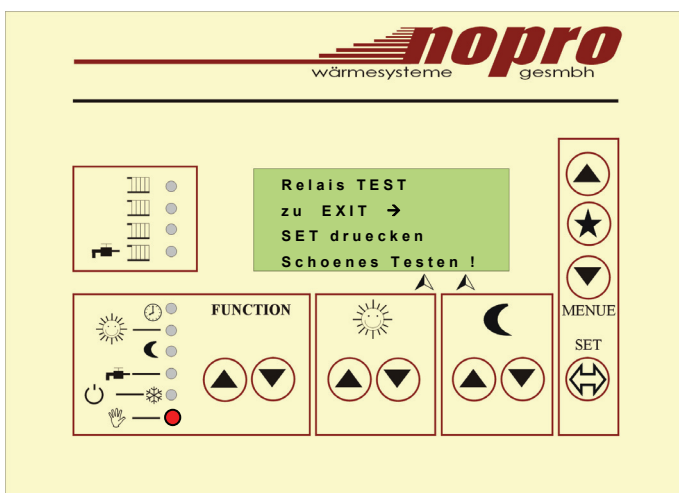 nopro
wärmesysteme gesmbh
Relais TEST
zu EXIT →
SET druecken
Schoenes Testen !
FUNCTION
MENUE
SET